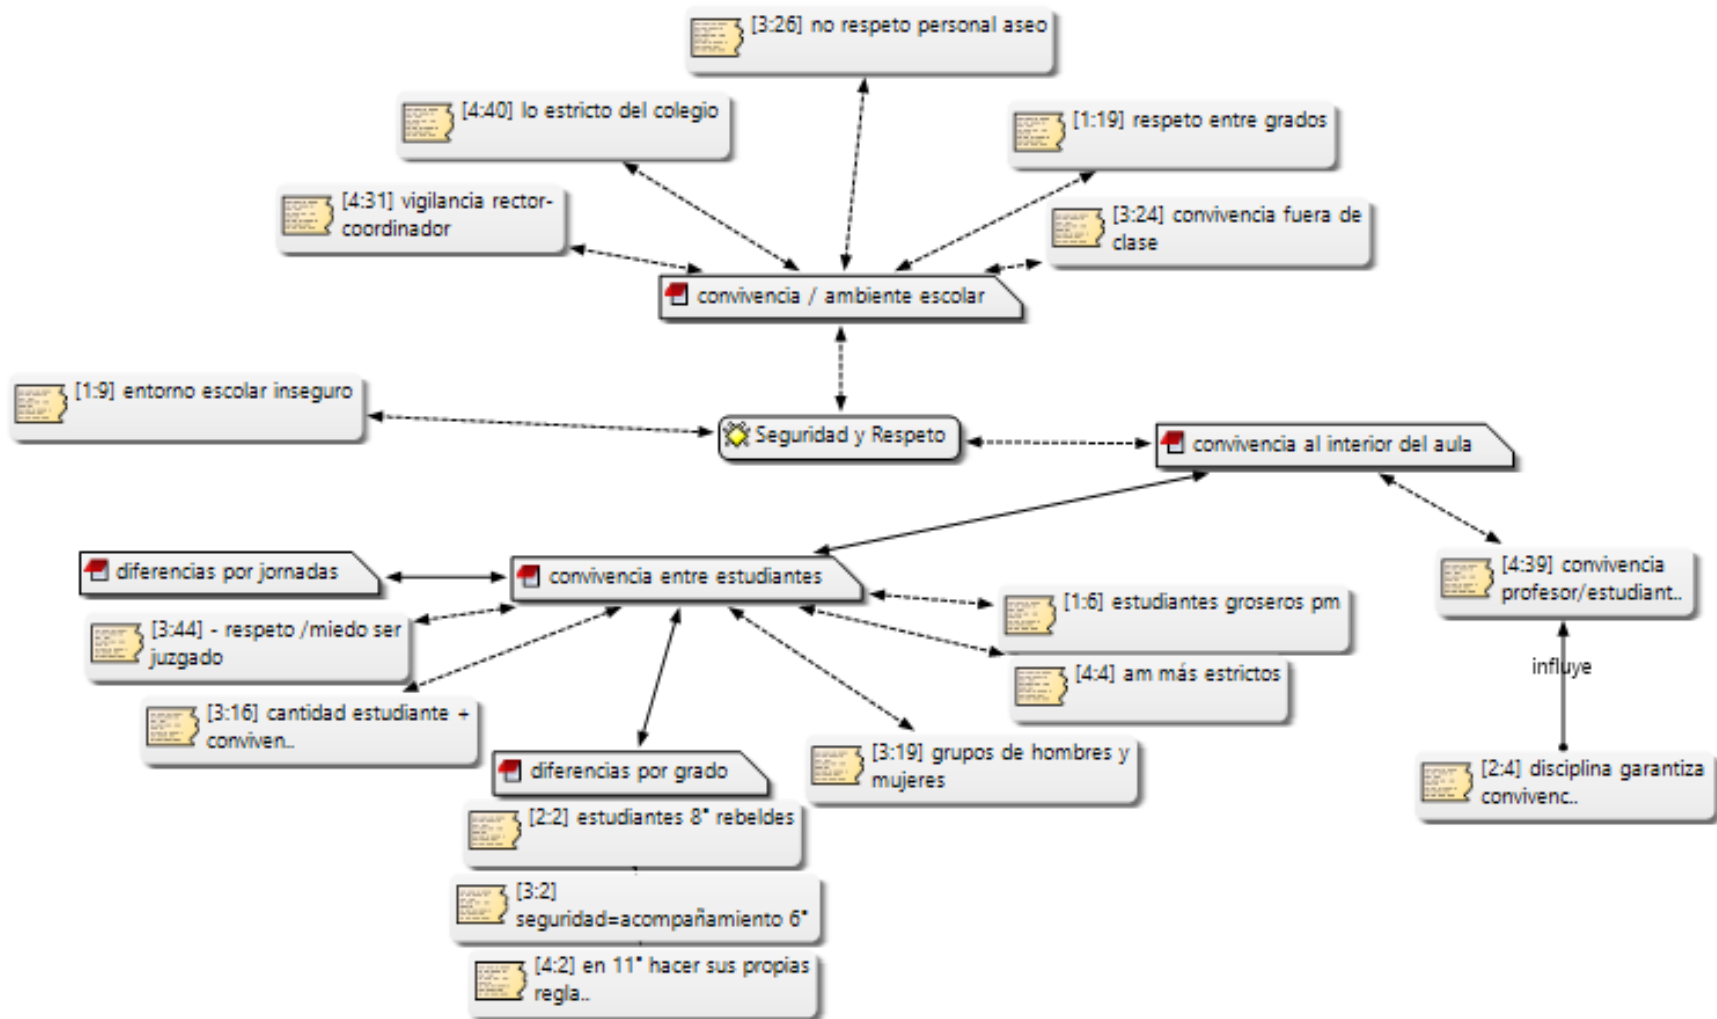 [3:26] no respeto personal aseo
[4:40] lo estricto del colegio
[1:19] respeto entre grados
[4:31] vigilancia rector-
coordinador
[3:24] convivencia fuera de
clase
convivencia / ambiente escolar
[1:9] entorno escolar inseguro
Seguridad y Respeto
convivencia al interior del aula
diferencias por jornadas
convivencia entre estudiantes
[4:39] convivencia
profesor/estudiant..
[1:6] estudiantes groseros pm
[3:44] - respeto /miedo ser
juzgado
influye
[4:4] am más estrictos
[3:16] cantidad estudiante +
conviven..
diferencias por grado
[3:19] grupos de hombres y
mujeres
[2:4] disciplina garantiza
convivenc..
[2:2] estudiantes 8° rebeldes
[3:2]
seguridad=acompañamiento 6°
[4:2] en 11° hacer sus propias
regla..